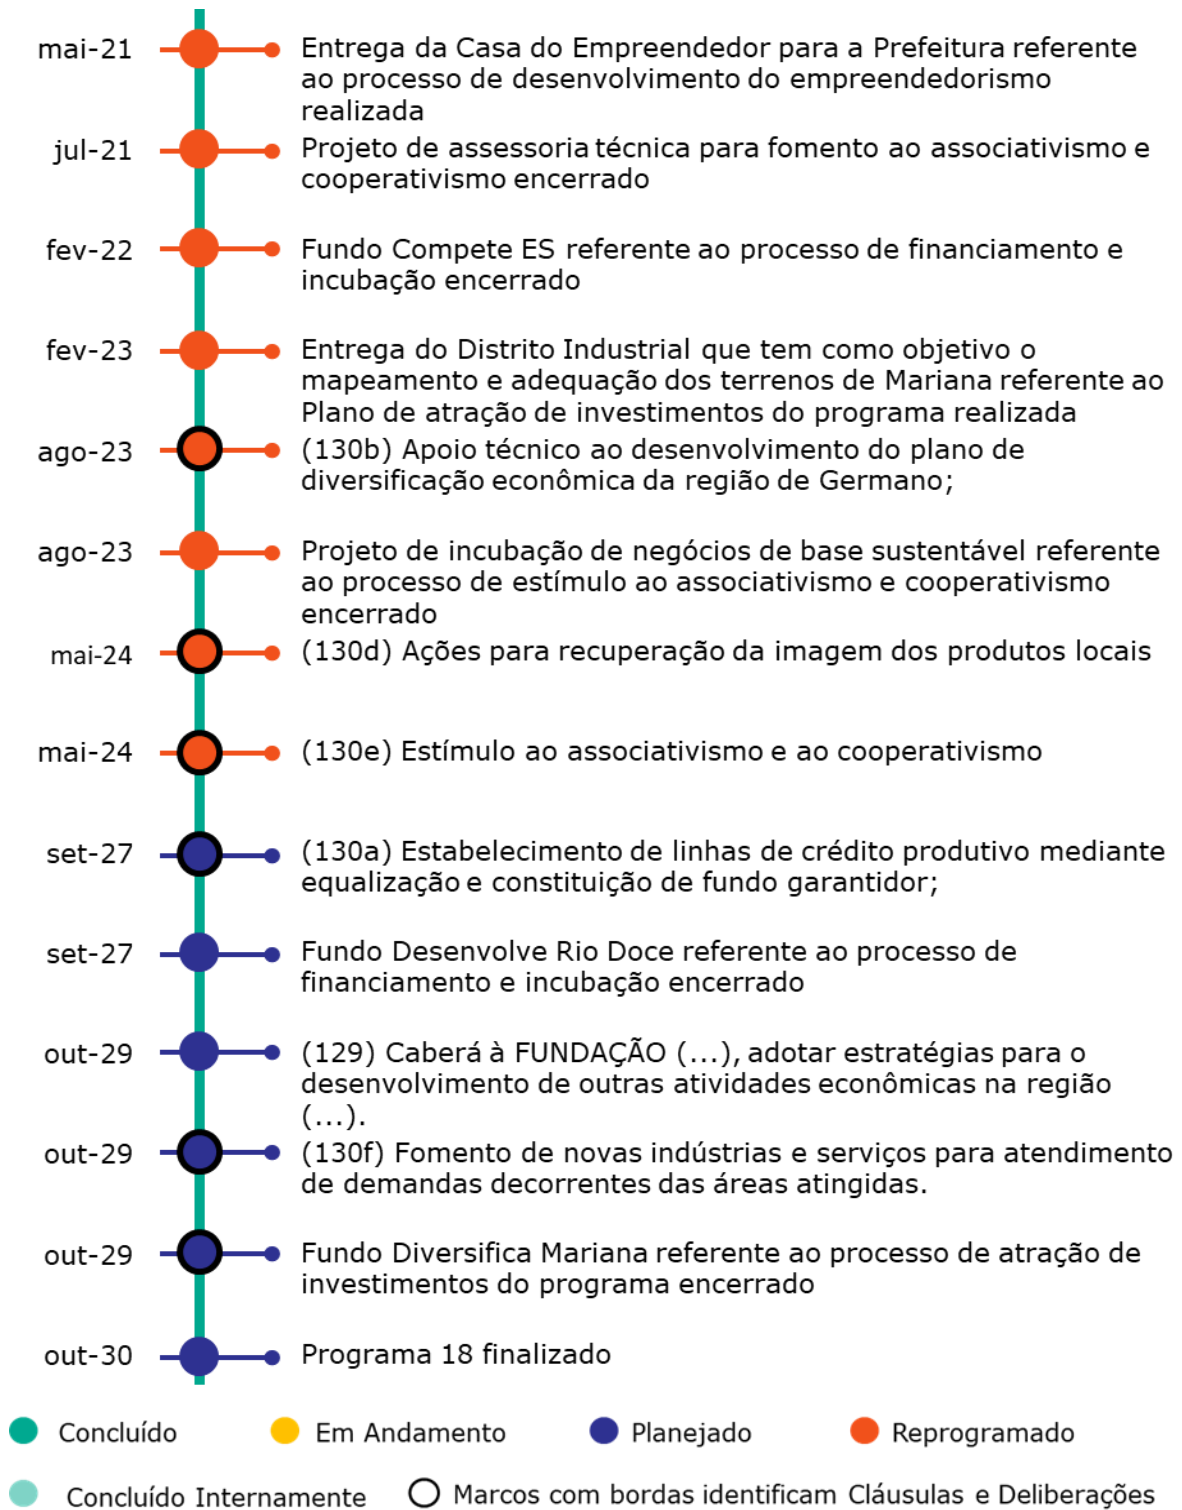 mai-21
Entrega da Casa do Empreendedor para a Prefeitura referente
ao processo de desenvolvimento do empreendedorismo
realizada
jul-21
Projeto de assessoria técnica para fomento ao associativismo e
cooperativismo encerrado
fev-22
Fundo Compete ES referente ao processo de financiamento e
incubação encerrado
fev-23
Entrega do Distrito Industrial que tem como objetivo o
mapeamento e adequação dos terrenos de Mariana referente ao
Plano de atração de investimentos do programa realizada
ago-23
(130b) Apoio técnico ao desenvolvimento do plano de
diversificação econômica da região de Germano;
ago-23
Projeto de incubação de negócios de base sustentável referente
ao processo de estímulo ao associativismo e cooperativismo
encerrado
mai-24
(130d) Ações para recuperação da imagem dos produtos locais
mai-24
(130e) Estímulo ao associativismo e ao cooperativismo
set-27
(130a) Estabelecimento de linhas de crédito produtivo mediante
equalização e constituição de fundo garantidor;
set-27
Fundo Desenvolve Rio Doce referente ao processo de
financiamento e incubação encerrado
out-29
(129) Caberá à FUNDAÇÃO (...), adotar estratégias para o
desenvolvimento de outras atividades econômicas na região
(...).
out-29
(130f) Fomento de novas indústrias e serviços para atendimento
de demandas decorrentes das áreas atingidas.
out-29
Fundo Diversifica Mariana referente ao processo de atração de
investimentos do programa encerrado
out-30
Programa 18 finalizado
Concluído
Em Andamento
Planejado
Reprogramado
Concluído Internamente
Marcos com bordas identificam Cláusulas e Deliberações